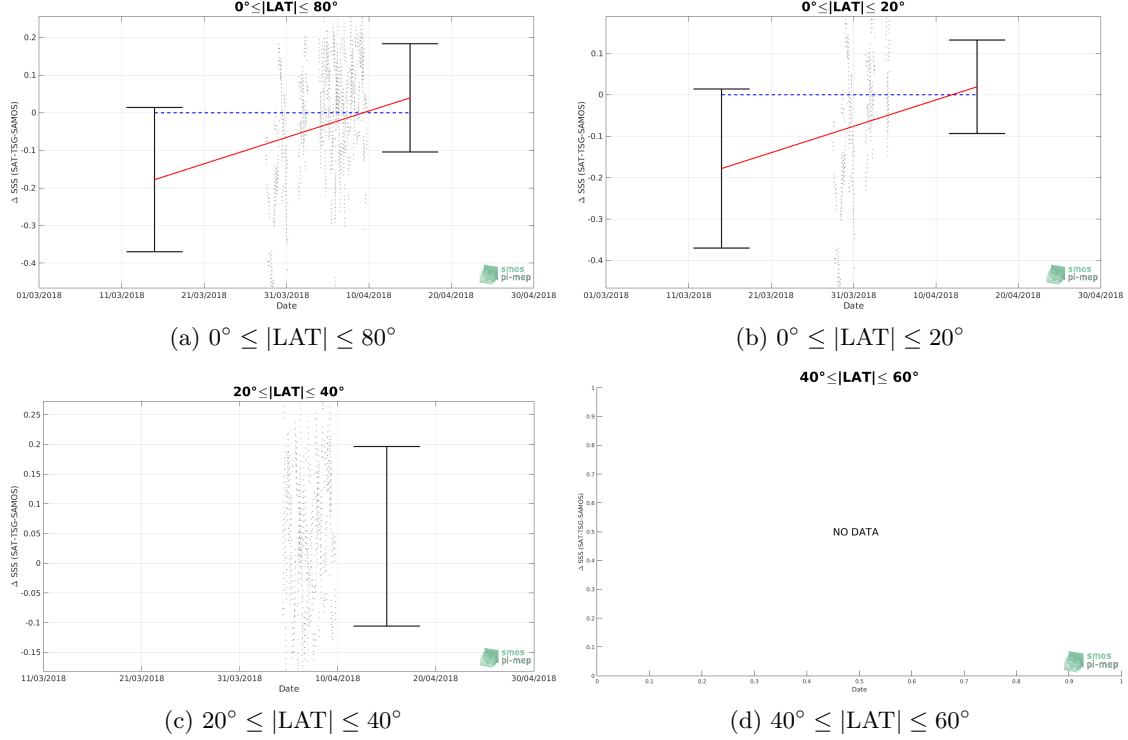 0°≤|LAT|≤ 80°
0.2
0.1
0
-0.1
-0.2
-0.3
-0.4
Δ SSS (SAT-TSG-SAMOS)
01/03/2018 11/03/2018 21/03/2018 31/03/2018 10/04/2018 20/04/2018 30/04/2018
Date
smos
pi-mep
(a) 0° ≤ |LAT| ≤ 80°
0°≤|LAT|≤ 20°
0.1
0
-0.1
-0.2
-0.3
-0.4
Δ SSS (SAT-TSG-SAMOS)
01/03/2018 11/03/2018 21/03/2018 31/03/2018 10/04/2018 20/04/2018 30/04/2018
Date
smos
pi-mep
(b) 0° ≤ |LAT| ≤ 20°
20°≤|LAT|≤ 40°
0.25
0.2
0.15
0.1
0.05
0
-0.05
-0.1
-0.15
Δ SSS (SAT-TSG-SAMOS)
11/03/2018 21/03/2018 31/03/2018 10/04/2018 20/04/2018 30/04/2018
Date
smos
pi-mep
(c) 20° ≤ |LAT| ≤ 40°
40°≤|LAT|≤ 60°
1
0.9
0.8
0.7
0.6
0.5
0.4
0.3
0.2
0.1
0
Δ SSS (SAT-TSG-SAMOS)
NO DATA
0 0.1 0.2 0.3 0.4 0.5 0.6 0.7 0.8 0.9 1
Date
smos
pi-mep
(d) 40° ≤ |LAT| ≤ 60°